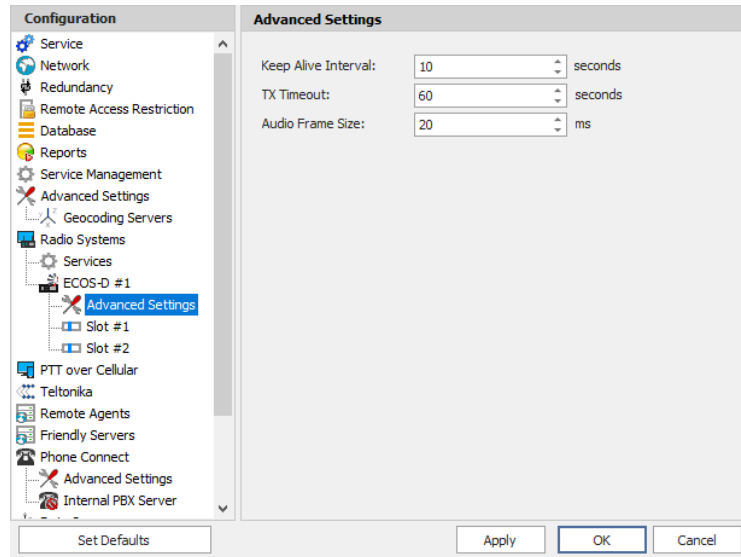 Configuration
Service
Network
Redundancy
Remote Access Restriction
Database
Reports
Service Management
Advanced Settings
Geocoding Servers
Radio Systems
Services
ECOS-D #1
Advanced Settings
Slot #1
Slot #2
PTT over Cellular
Teltonika
Remote Agents
Friendly Servers
Phone Connect
Advanced Settings
Internal PBX Server
Set Defaults
Advanced Settings
Keep Alive Interval: 10 seconds
TX Timeout: 60 seconds
Audio Frame Size: 20 ms
Apply OK Cancel